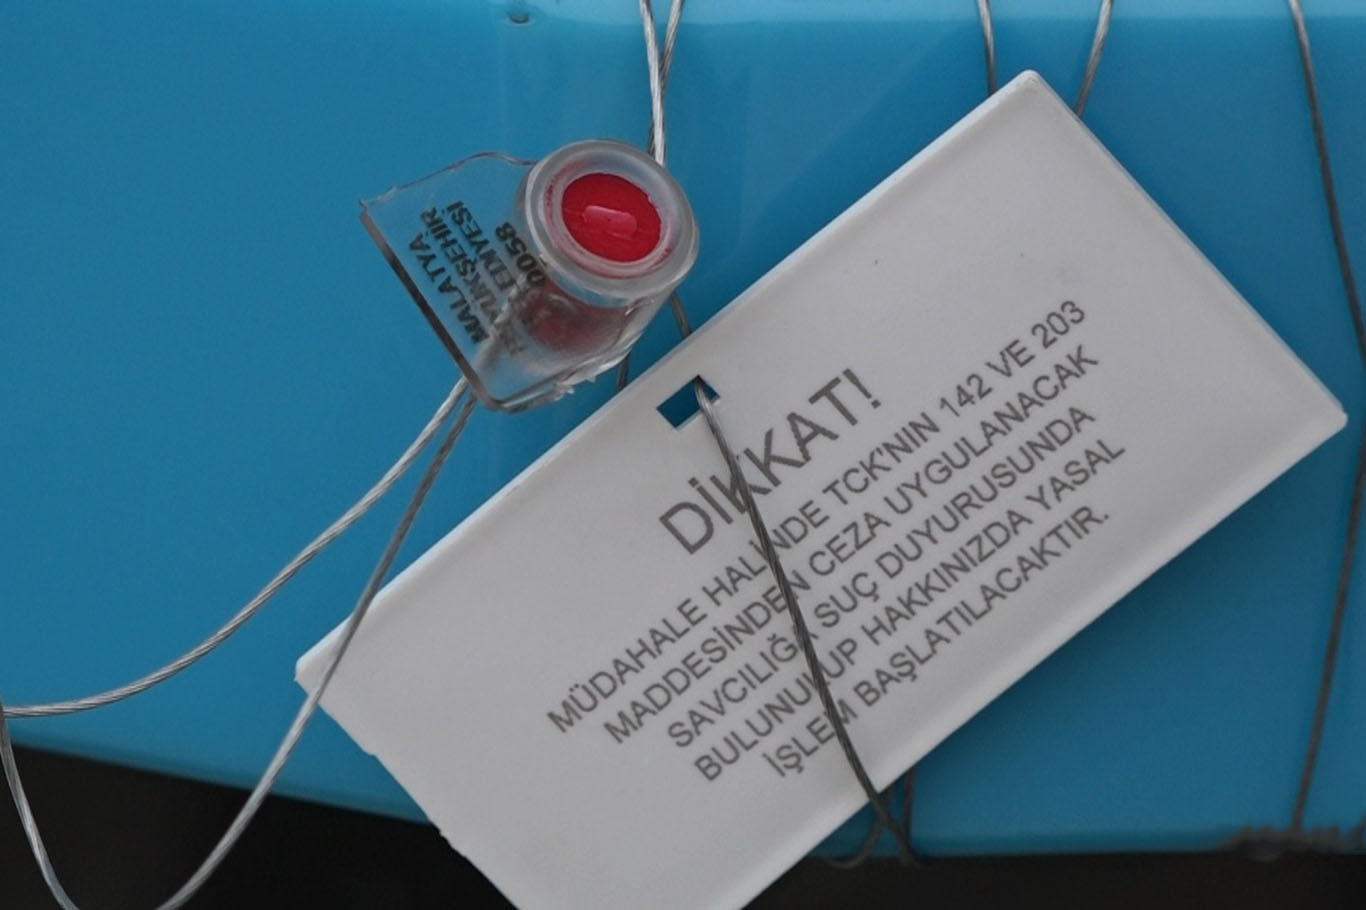 MALATYA
BÜYÜKŞEHİR
BELEDİYESİ
0058
DİKKAT!
MÜDAHALE HALİNDE TCK'NIN 142 VE 203
MADDESİNDEN CEZA UYGULANACAK
SAVCILIĞA SUÇ DUYURUSUNDA
BULUNULUP HAKKINIZDA YASAL
İŞLEM BAŞLATILACAKTIR.